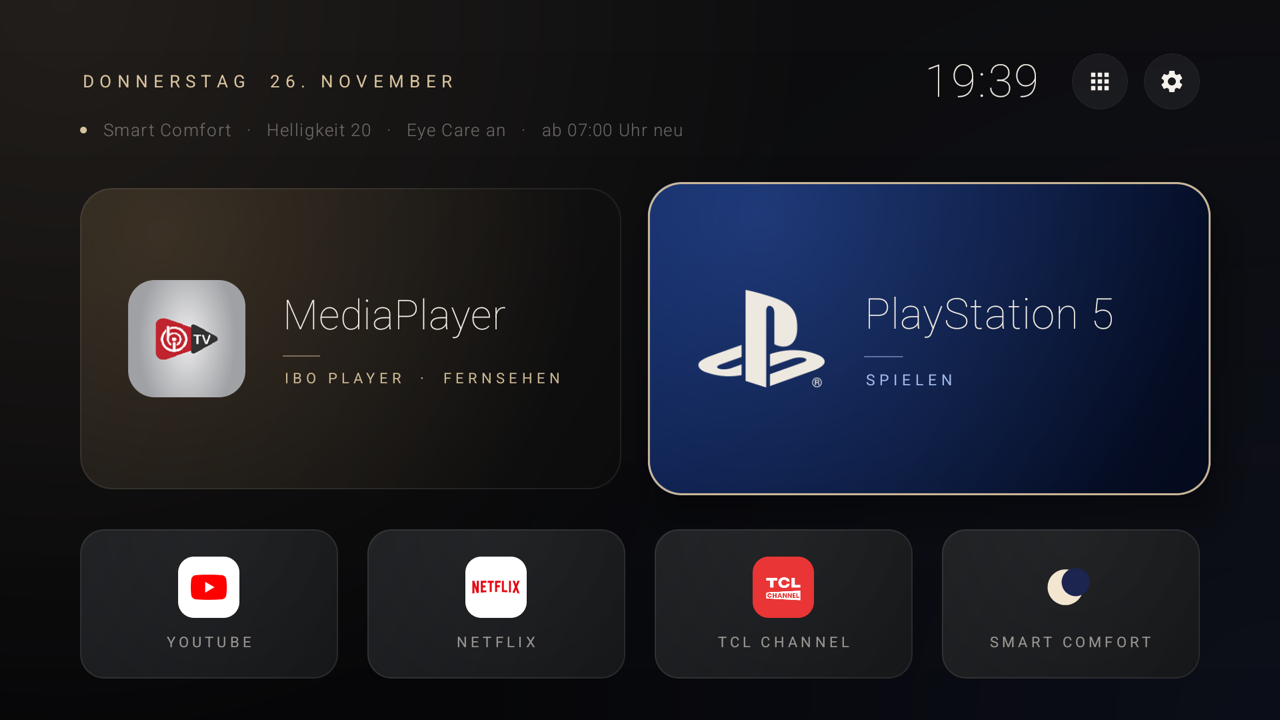 DONNERSTAG 26. NOVEMBER
19:39
Smart Comfort · Helligkeit 20 · Eye Care an · ab 07:00 Uhr neu
TV
MediaPlayer
IBO PLAYER · FERNSEHEN
®
PlayStation 5
SPIELEN
YOUTUBE
NETFLIX
NETFLIX
TCL
CHANNEL
TCL CHANNEL
SMART COMFORT